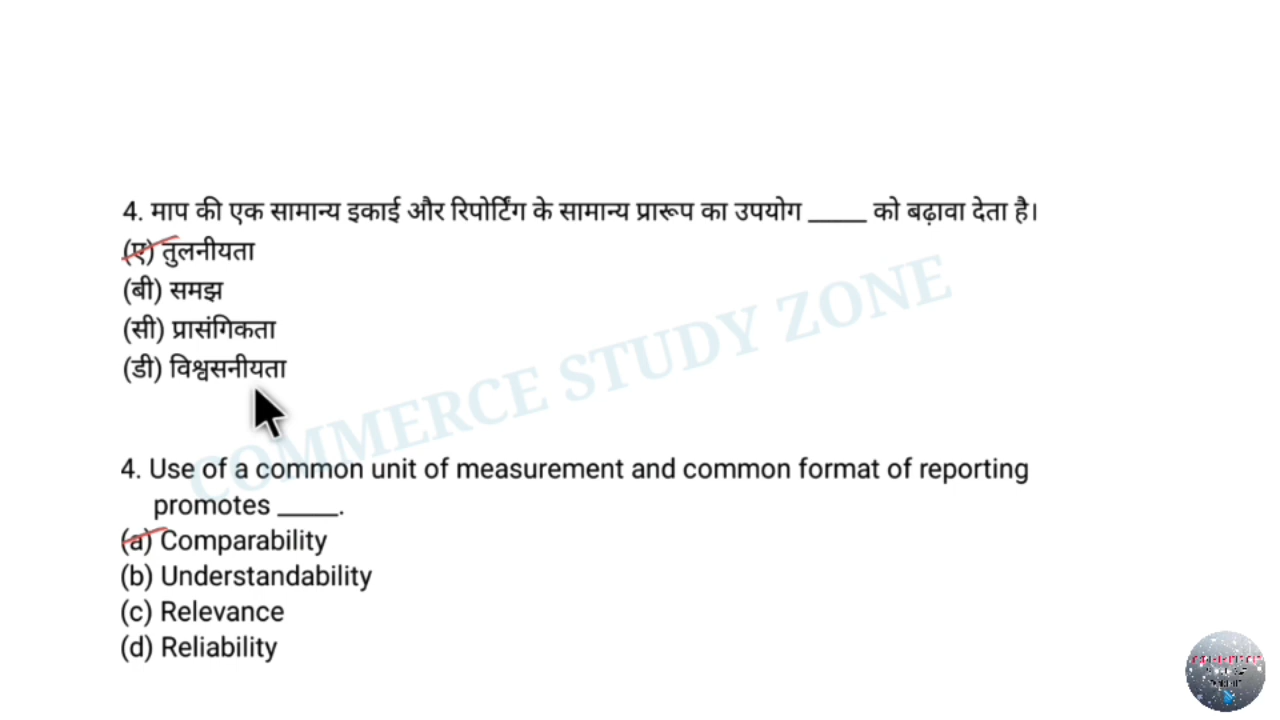 4. माप की एक सामान्य इकाई और रिपोर्टिंग के सामान्य प्रारूप का उपयोग _____ को बढ़ावा देता है।
(ए) तुलनीयता
(बी) समझ
(सी) प्रासंगिकता
(डी) विश्वसनीयता
COMMERCE STUDY ZONE
4. Use of a common unit of measurement and common format of reporting
promotes _____.
(a) Comparability
(b) Understandability
(c) Relevance
(d) Reliability